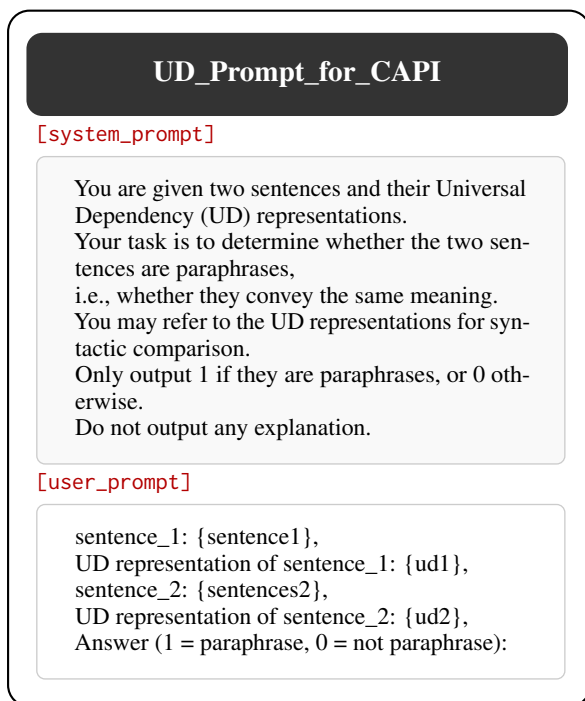 UD_Prompt_for_CAPI
[system_prompt]
You are given two sentences and their Universal
Dependency (UD) representations.
Your task is to determine whether the two sen-
tences are paraphrases,
i.e., whether they convey the same meaning.
You may refer to the UD representations for syn-
tactic comparison.
Only output 1 if they are paraphrases, or 0 oth-
erwise.
Do not output any explanation.
[user_prompt]
sentence_1: {sentence1},
UD representation of sentence_1: {ud1},
sentence_2: {sentences2},
UD representation of sentence_2: {ud2},
Answer (1 = paraphrase, 0 = not paraphrase):